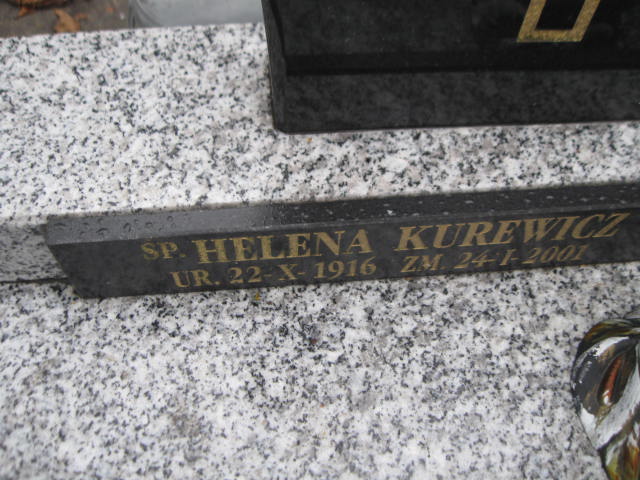 SP. HELENA KUREWICZ
UR. 22-X-1916 ZM 24-I-2001